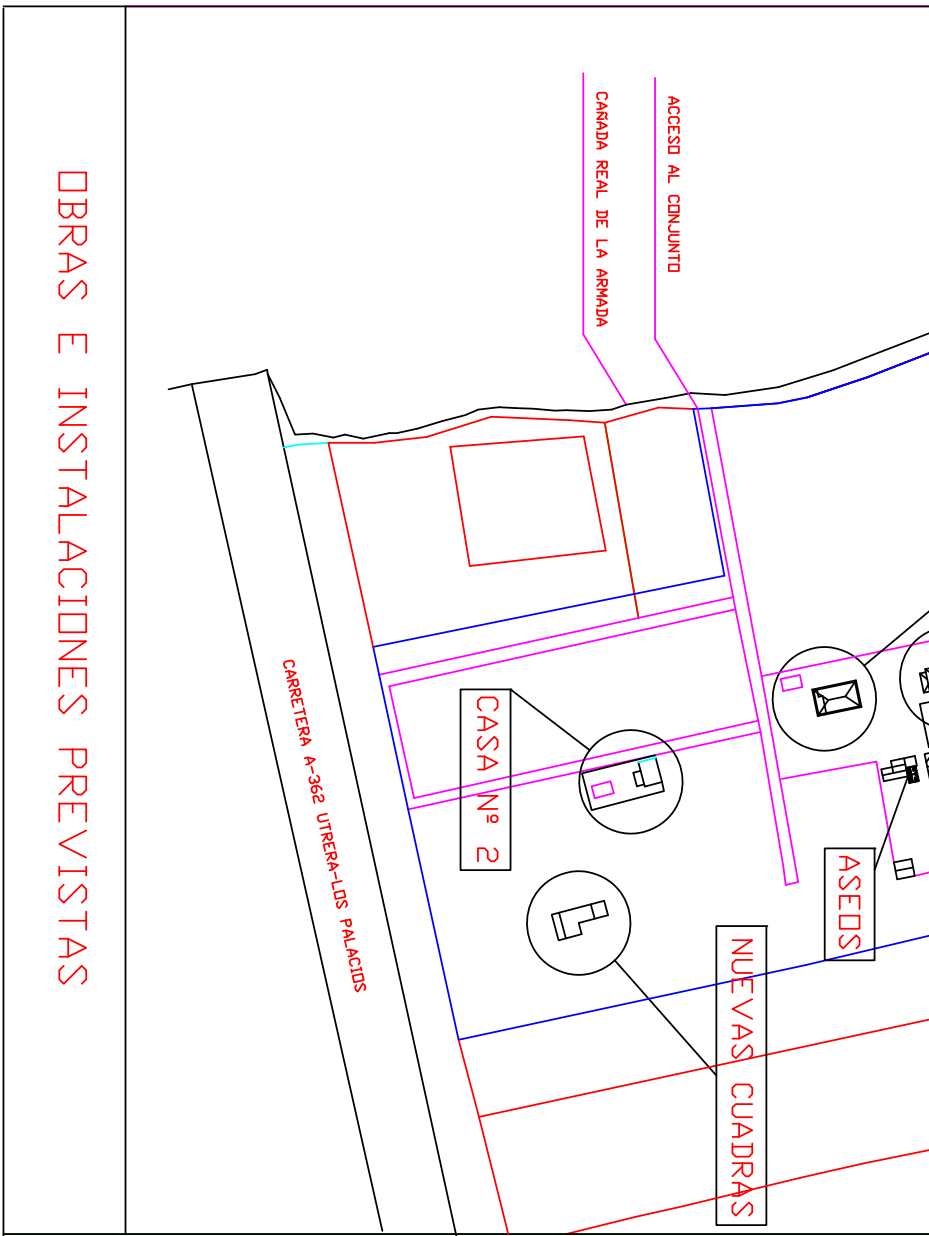 ACCESO AL CONJUNTO
CAÑADA REAL DE LA ARMADA
ASEOS
NUEVAS CUADRAS
CASA Nº 2
CARRETERA A-362 UTRERA-LOS PALACIOS
OBRAS E INSTALACIONES PREVISTAS